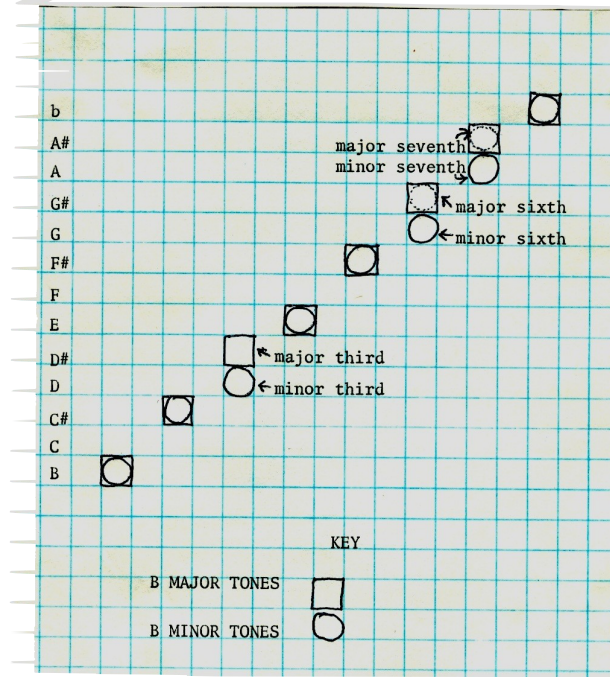 b
A#
major seventh
A
minor seventh
G#
major sixth
G
minor sixth
F#
F
E
D#
major third
D
minor third
C#
C
B
KEY
B MAJOR TONES
B MINOR TONES